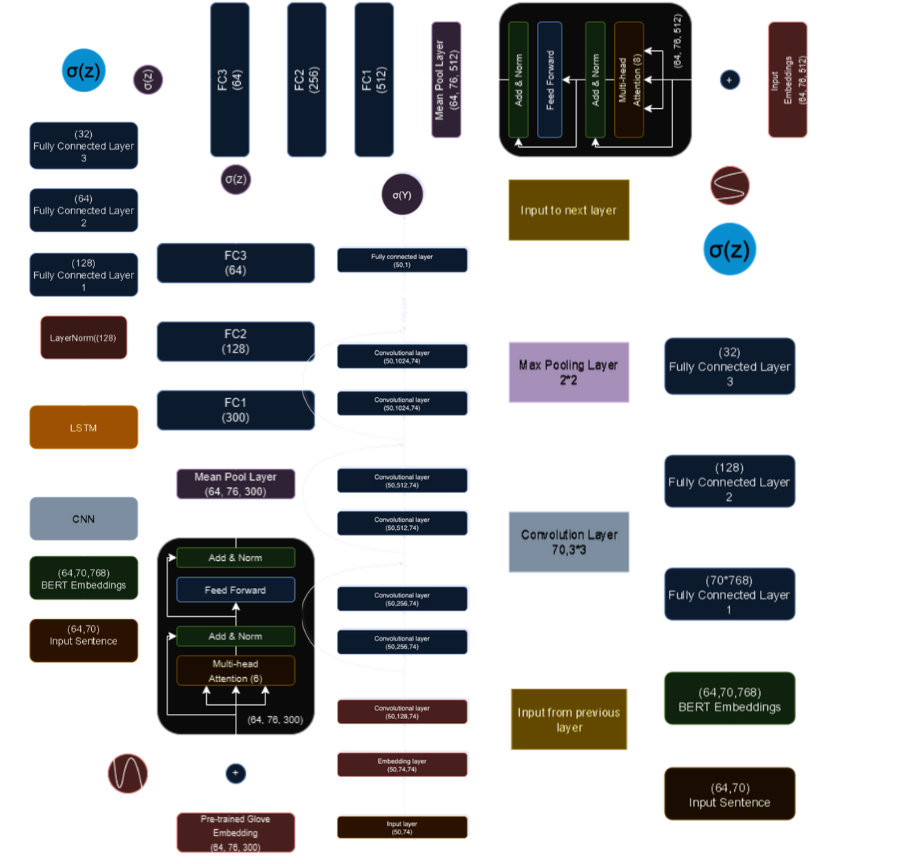 σ(z)
(32)
Fully Connected Layer
3
(64)
Fully Connected Layer
2
(128)
Fully Connected Layer
1
LayerNorm((128)
LSTM
CNN
(64,70,768)
BERT Embeddings
(64,70)
Input Sentence
σ(z)
FC3
(64)
FC2
(256)
FC1
(512)
Mean Pool Layer
(64, 76, 512)
σ(z)
FC3
(64)
FC2
(128)
FC1
(300)
Mean Pool Layer
(64, 76, 300)
Add & Norm
Feed Forward
Add & Norm
Multi-head
Attention (6)
(64, 76, 300)
+
Pre-trained Glove
Embedding
(64, 76, 300)
σ(Y)
Fully connected layer
(50,1)
Convolutional layer
(50,1024,74)
Convolutional layer
(50,1024,74)
Convolutional layer
(50,512,74)
Convolutional layer
(50,512,74)
Convolutional layer
(50,256,74)
Convolutional layer
(50,256,74)
Convolutional layer
(50,128,74)
Embedding layer
(50,74,74)
Input layer
(50,74)
Add & Norm
Feed Forward
Add & Norm
Multi-head
Attention (8)
(64, 76, 512)
+
Input
Embeddings
(64, 76, 512)
Input to next layer
Max Pooling Layer
2*2
Convolution Layer
70,3*3
Input from previous
layer
σ(z)
(32)
Fully Connected Layer
3
(128)
Fully Connected Layer
2
(70*768)
Fully Connected Layer
1
(64,70,768)
BERT Embeddings
(64,70)
Input Sentence